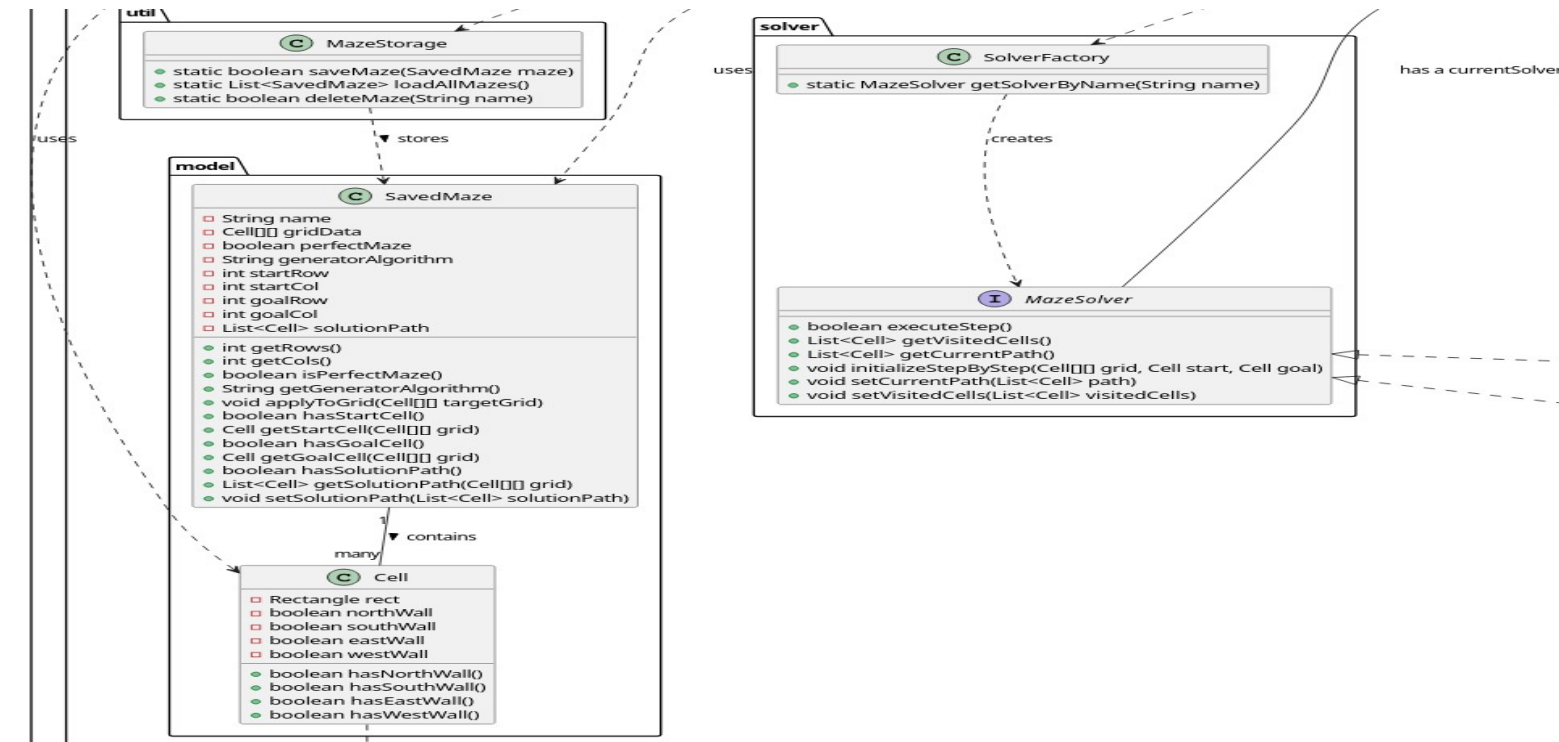 util
C MazeStorage
static boolean saveMaze(SavedMaze maze)
static List<SavedMaze> loadAllMazes()
static boolean deleteMaze(String name)
uses
stores
model
C SavedMaze
String name
Cell[][] gridData
boolean perfectMaze
String generatorAlgorithm
int startRow
int startCol
int goalRow
int goalCol
List<Cell> solutionPath
int getRows()
int getCols()
boolean isPerfectMaze()
String getGeneratorAlgorithm()
void applyToGrid(Cell[][] targetGrid)
boolean hasStartCell()
Cell getStartCell(Cell[][] grid)
boolean hasGoalCell()
Cell getGoalCell(Cell[][] grid)
boolean hasSolutionPath()
List<Cell> getSolutionPath(Cell[][] grid)
void setSolutionPath(List<Cell> solutionPath)
1
contains
many
C Cell
Rectangle rect
boolean northWall
boolean southWall
boolean eastWall
boolean westWall
boolean hasNorthWall()
boolean hasSouthWall()
boolean hasEastWall()
boolean hasWestWall()
uses
solver
C SolverFactory
static MazeSolver getSolverByName(String name)
has a currentSolver
creates
I MazeSolver
boolean executeStep()
List<Cell> getVisitedCells()
List<Cell> getCurrentPath()
void initializeStepByStep(Cell[][] grid, Cell start, Cell goal)
void setCurrentPath(List<Cell> path)
void setVisitedCells(List<Cell> visitedCells)